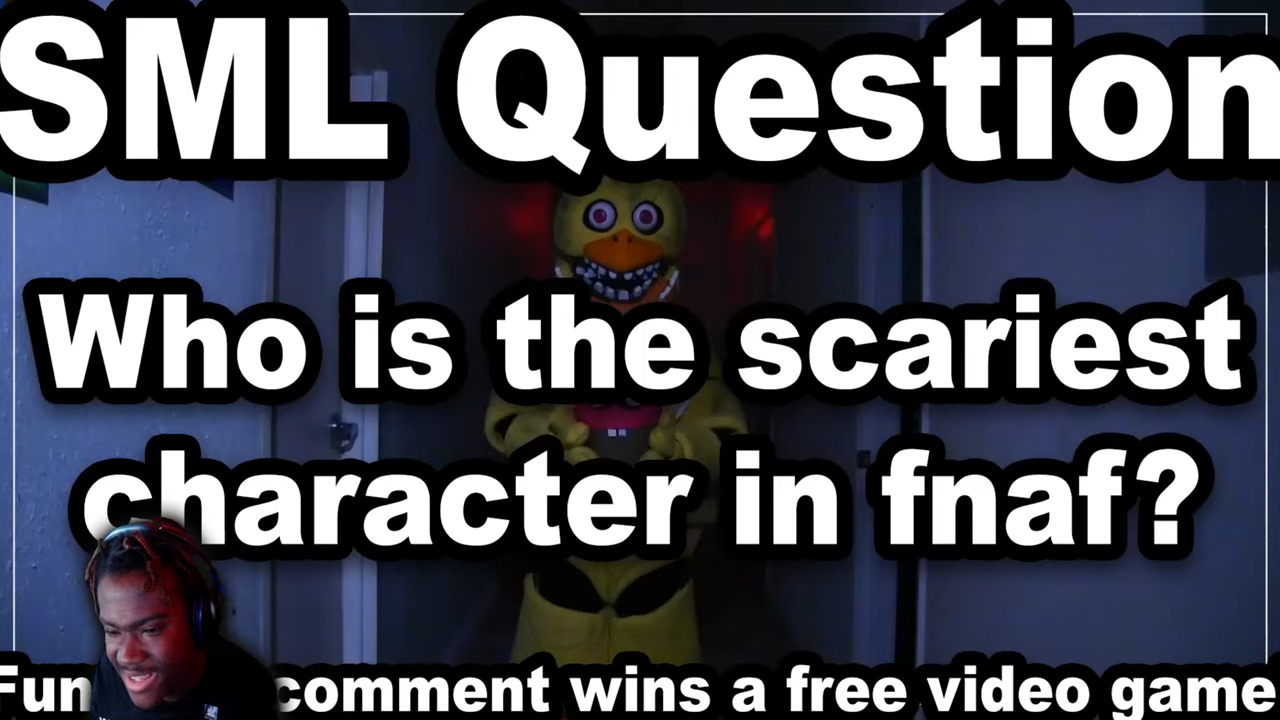 SML Question
Who is the scariest
character in fnaf?
Fun comment wins a free video game